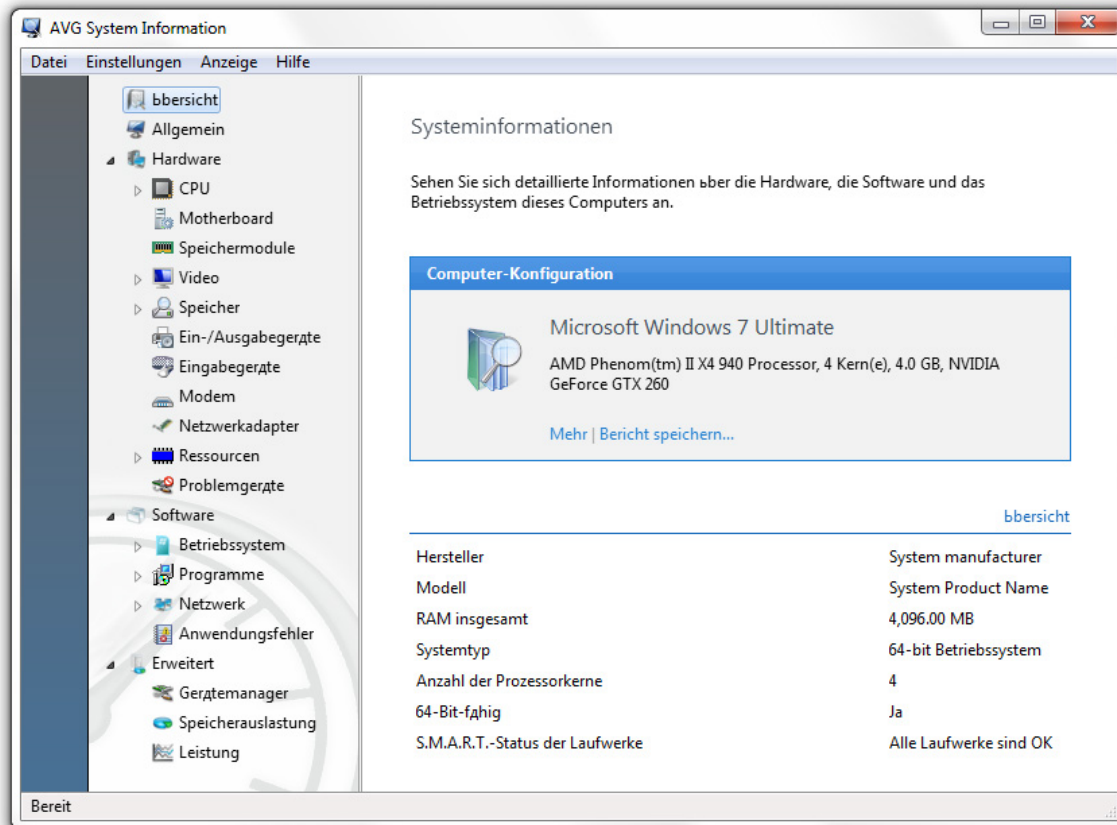 AVG System Information
Datei Einstellungen Anzeige Hilfe
Ьbersicht
Allgemein
Hardware
CPU
Motherboard
Speichermodule
Video
Speicher
Ein-/Ausgabegerдte
Eingabegerдte
Modem
Netzwerkadapter
Ressourcen
Problemgerдte
Software
Betriebssystem
Programme
Netzwerk
Anwendungsfehler
Erweitert
Gerдtemanager
Speicherauslastung
Leistung
Systeminformationen
Sehen Sie sich detaillierte Informationen ьber die Hardware, die Software und das
Betriebssystem dieses Computers an.
Computer-Konfiguration
Microsoft Windows 7 Ultimate
AMD Phenom(tm) II X4 940 Processor, 4 Kern(e), 4.0 GB, NVIDIA
GeForce GTX 260
Mehr | Bericht speichern...
Ьbersicht
Hersteller System manufacturer
Modell System Product Name
RAM insgesamt 4,096.00 MB
Systemtyp 64-bit Betriebssystem
Anzahl der Prozessorkerne 4
64-Bit-fдhig Ja
S.M.A.R.T.-Status der Laufwerke Alle Laufwerke sind OK
Bereit